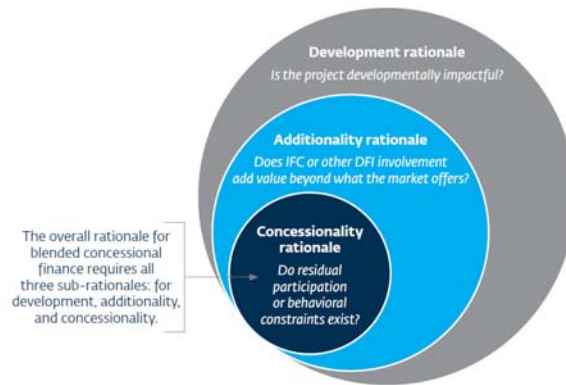 Development rationale
Is the project developmentally impactful?
Additionality rationale
Does IFC or other DFI involvement
add value beyond what the market offers?
Concessionality
rationale
Do residual
participation
or behavioral
constraints exist?
The overall rationale for
blended concessional
finance requires all
three sub-rationales: for
development, additionality,
and concessionality.